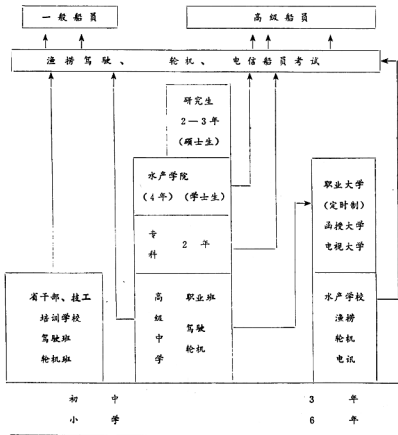 一般船员
高级船员
渔捞驾驶、轮机、电信船员考试
研究生
2—3年
(硕士生)
水产学院
(4年)(学士生)
专科 2年
职业大学
(定时制)
函授大学
电视大学
省干部、技工
培训学校
驾驶班
轮机班
高级中学
职业班
驾驶
轮机
水产学校
渔捞
轮机
电讯
初中 3年
小学 6年